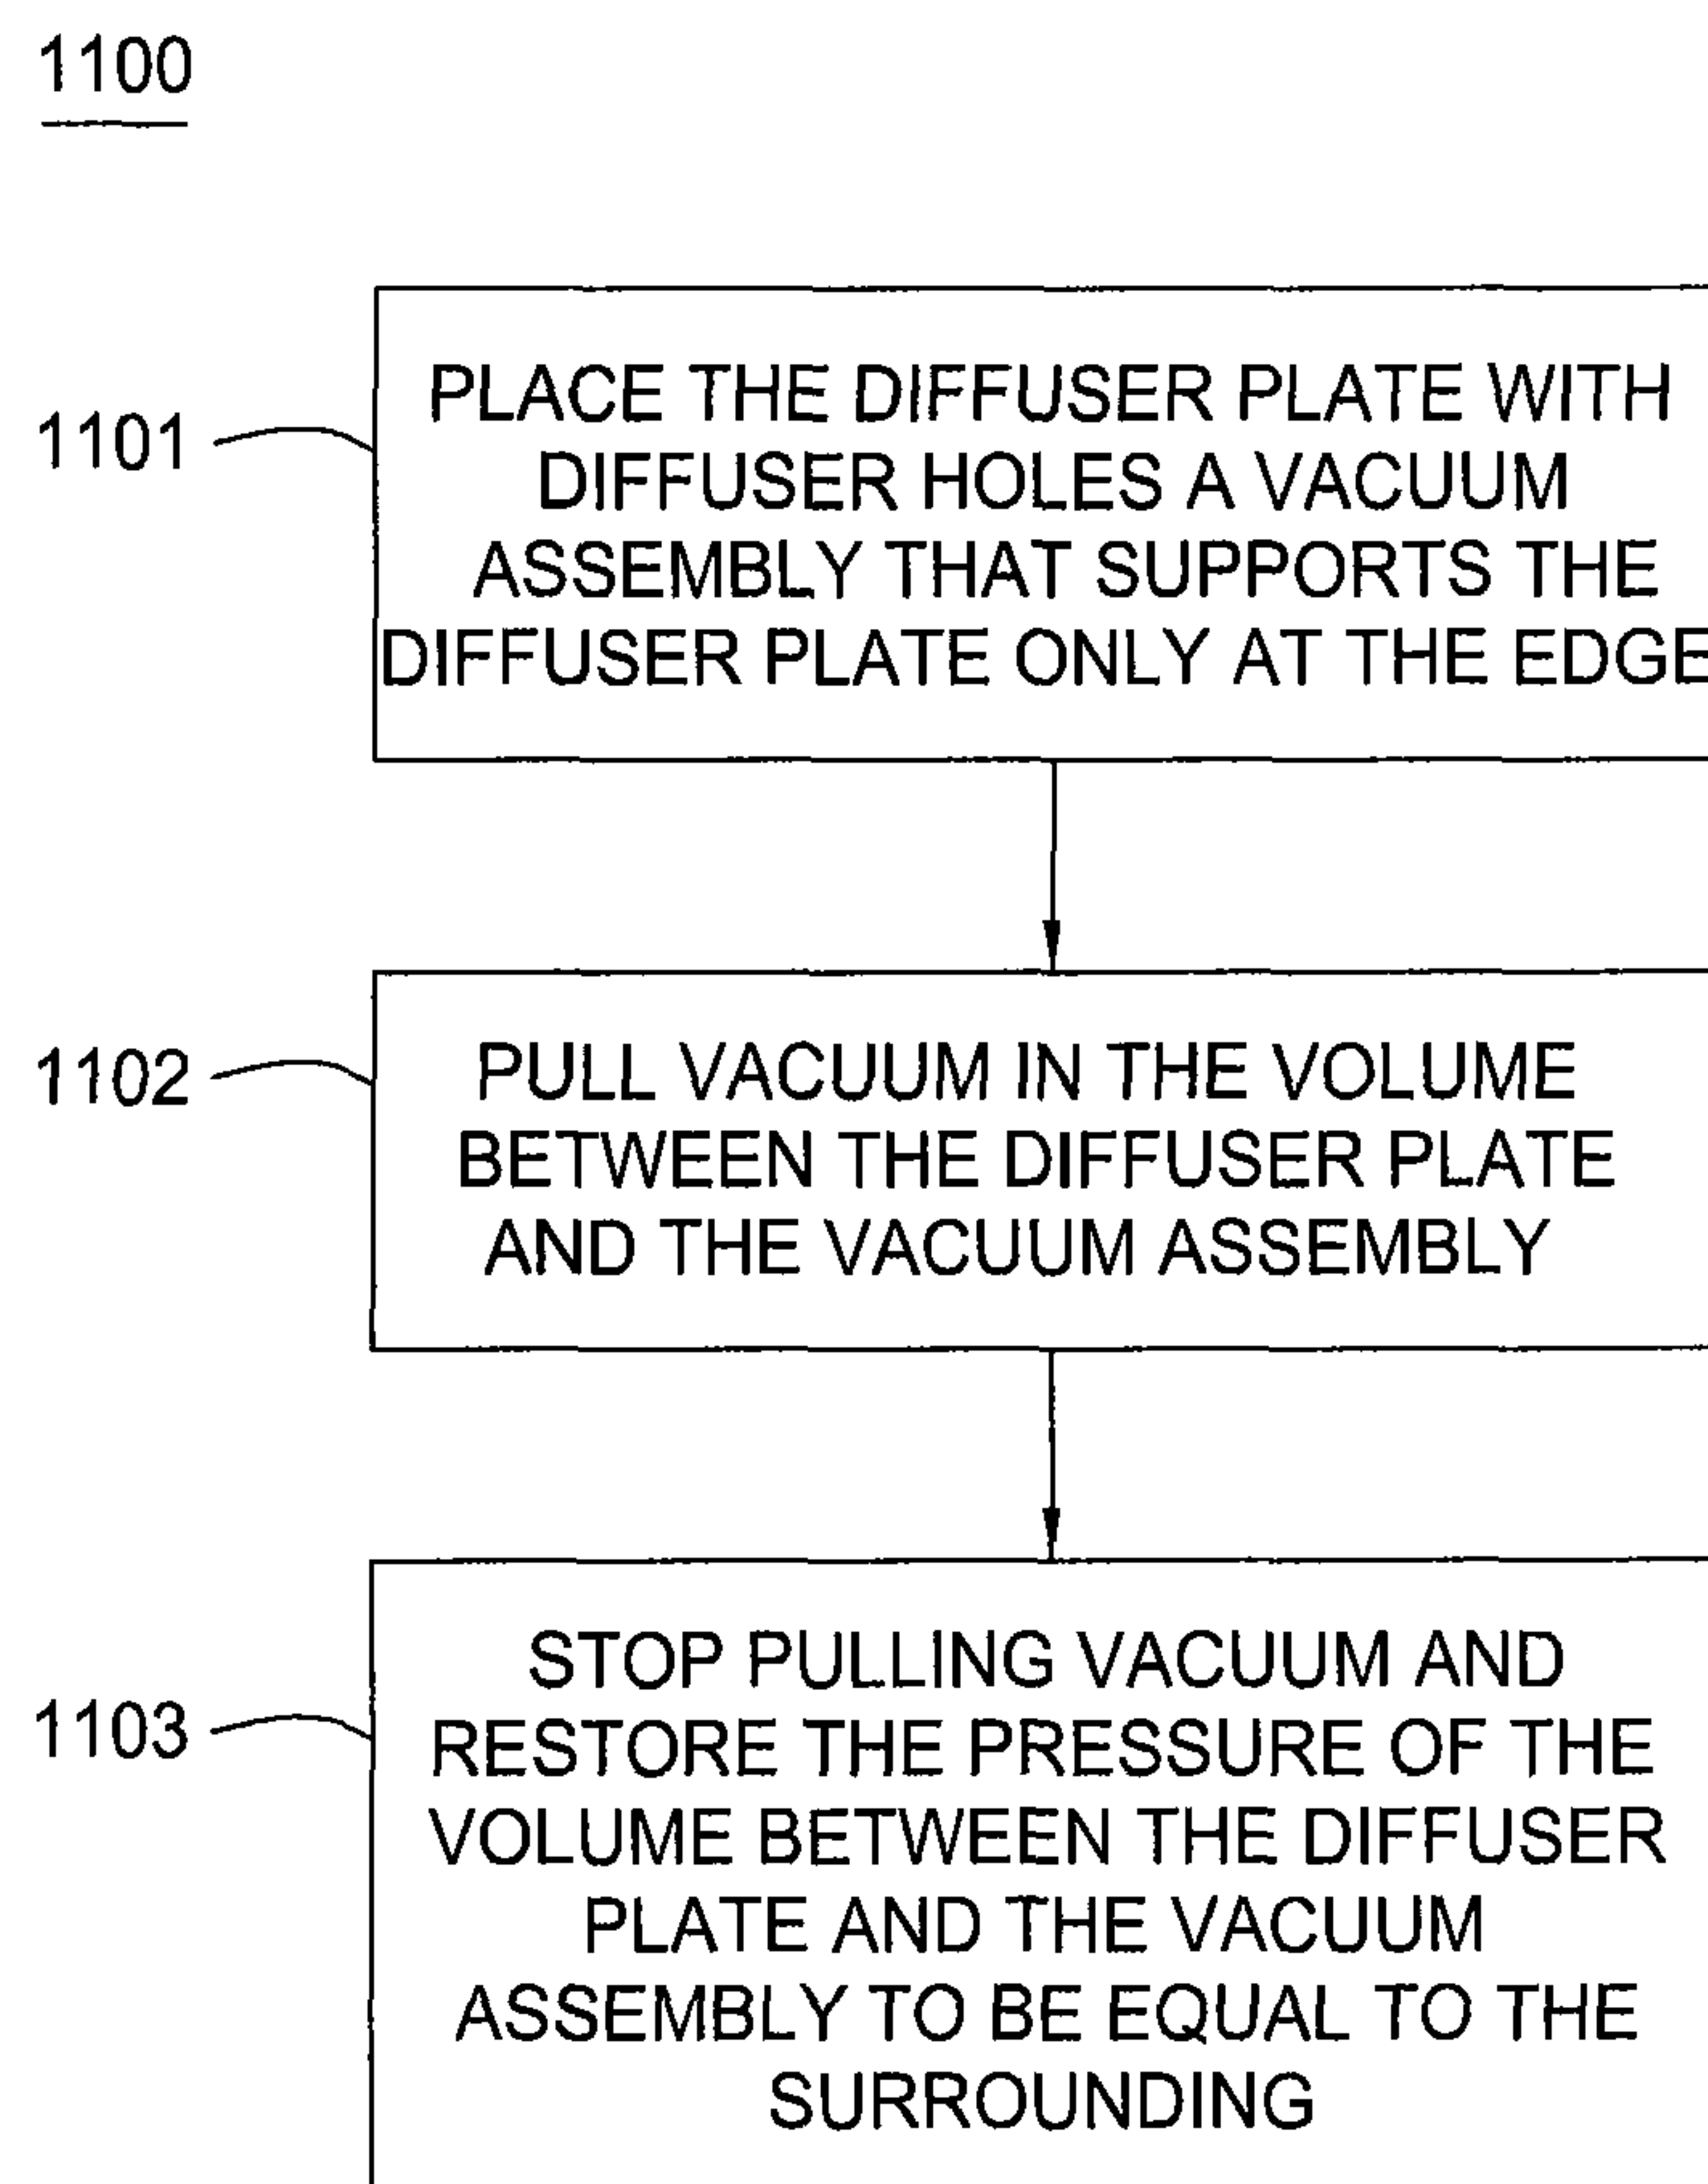 1100
1101
PLACE THE DIFFUSER PLATE WITH
DIFFUSER HOLES A VACUUM
ASSEMBLY THAT SUPPORTS THE
DIFFUSER PLATE ONLY AT THE EDGE
1102
PULL VACUUM IN THE VOLUME
BETWEEN THE DIFFUSER PLATE
AND THE VACUUM ASSEMBLY
1103
STOP PULLING VACUUM AND
RESTORE THE PRESSURE OF THE
VOLUME BETWEEN THE DIFFUSER
PLATE AND THE VACUUM
ASSEMBLY TO BE EQUAL TO THE
SURROUNDING